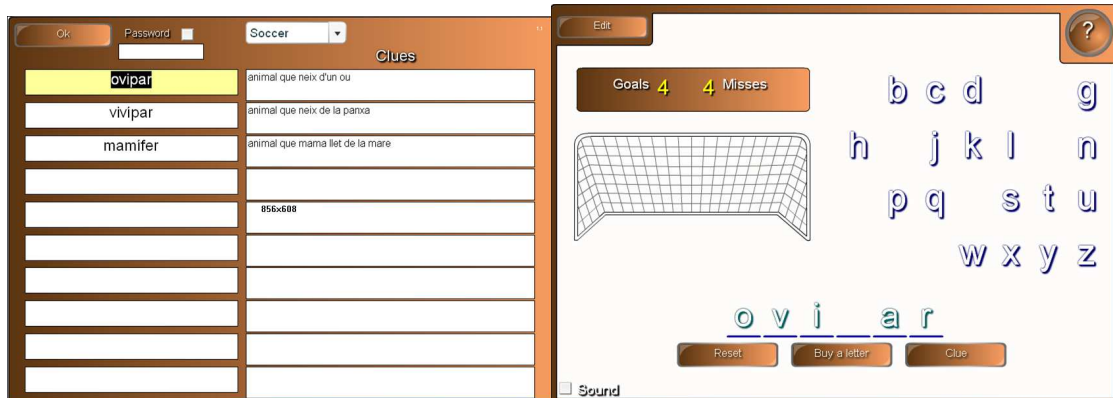 Ok Password Soccer
Clues
ovipar animal que neix d'un ou
vivipar animal que neix de la panxa
mamifer animal que mama llet de la mare
856x608
Edit ?
Goals 4 4 Misses
b c d g
h j k l n
p q s t u
w x y z
o v i _ a r
Reset Buy a letter Clue
Sound